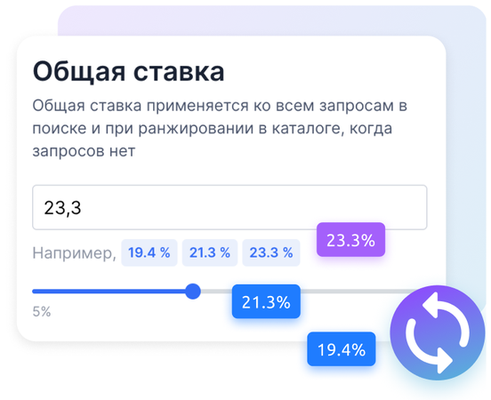 Общая ставка
Общая ставка применяется ко всем запросам в
поиске и при ранжировании в каталоге, когда
запросов нет
23,3
23.3%
Например, 19.4 % 21.3 % 23.3 %
21.3%
5%
19.4%